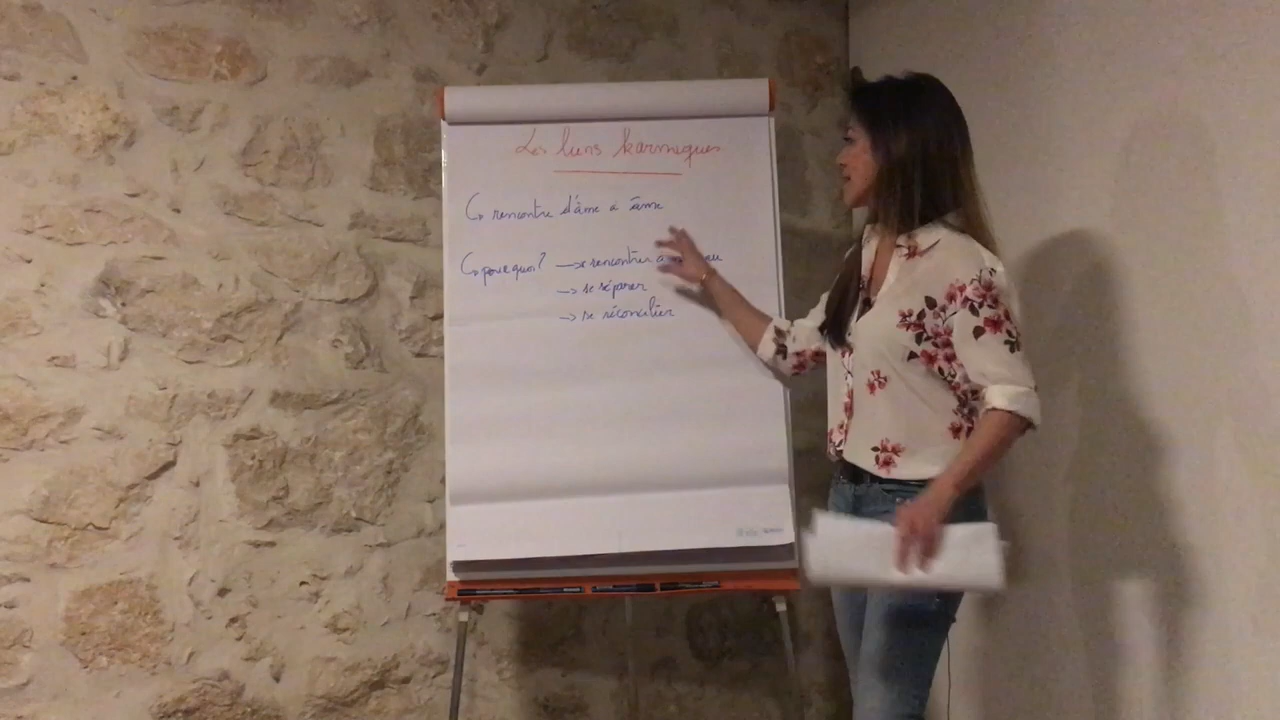 Les liens karmiques
rencontre d'âme à âme
pourquoi? → se rencontrer à
→ se séparer
→ se réconcilier